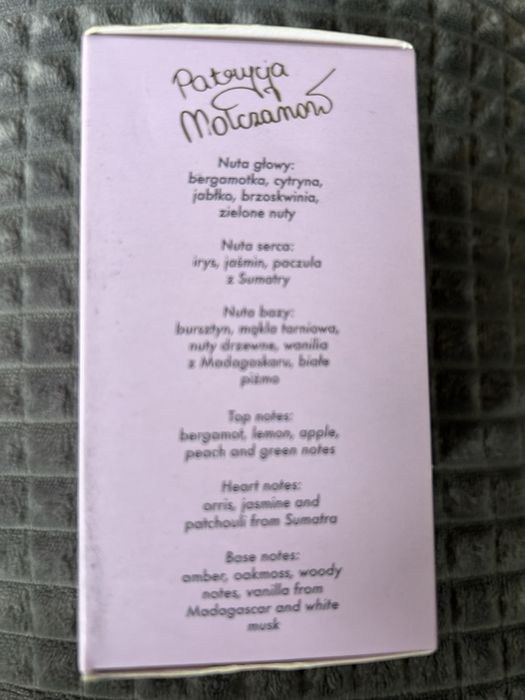 Patrycja
Mołczanow
Nuta głowy:
bergamotka, cytryna,
jabłko, brzoskwinia,
zielone nuty
Nuta serca:
irys, jaśmin, paczula
z Sumatry
Nuta bazy:
bursztyn, mąkla tarniowa,
nuty drzewne, wanilia
z Madagaskaru, białe
piżmo
Top notes:
bergamot, lemon, apple,
peach and green notes
Heart notes:
orris, jasmine and
patchouli from Sumatra
Base notes:
amber, oakmoss, woody
notes, vanilla from
Madagascar and white
musk